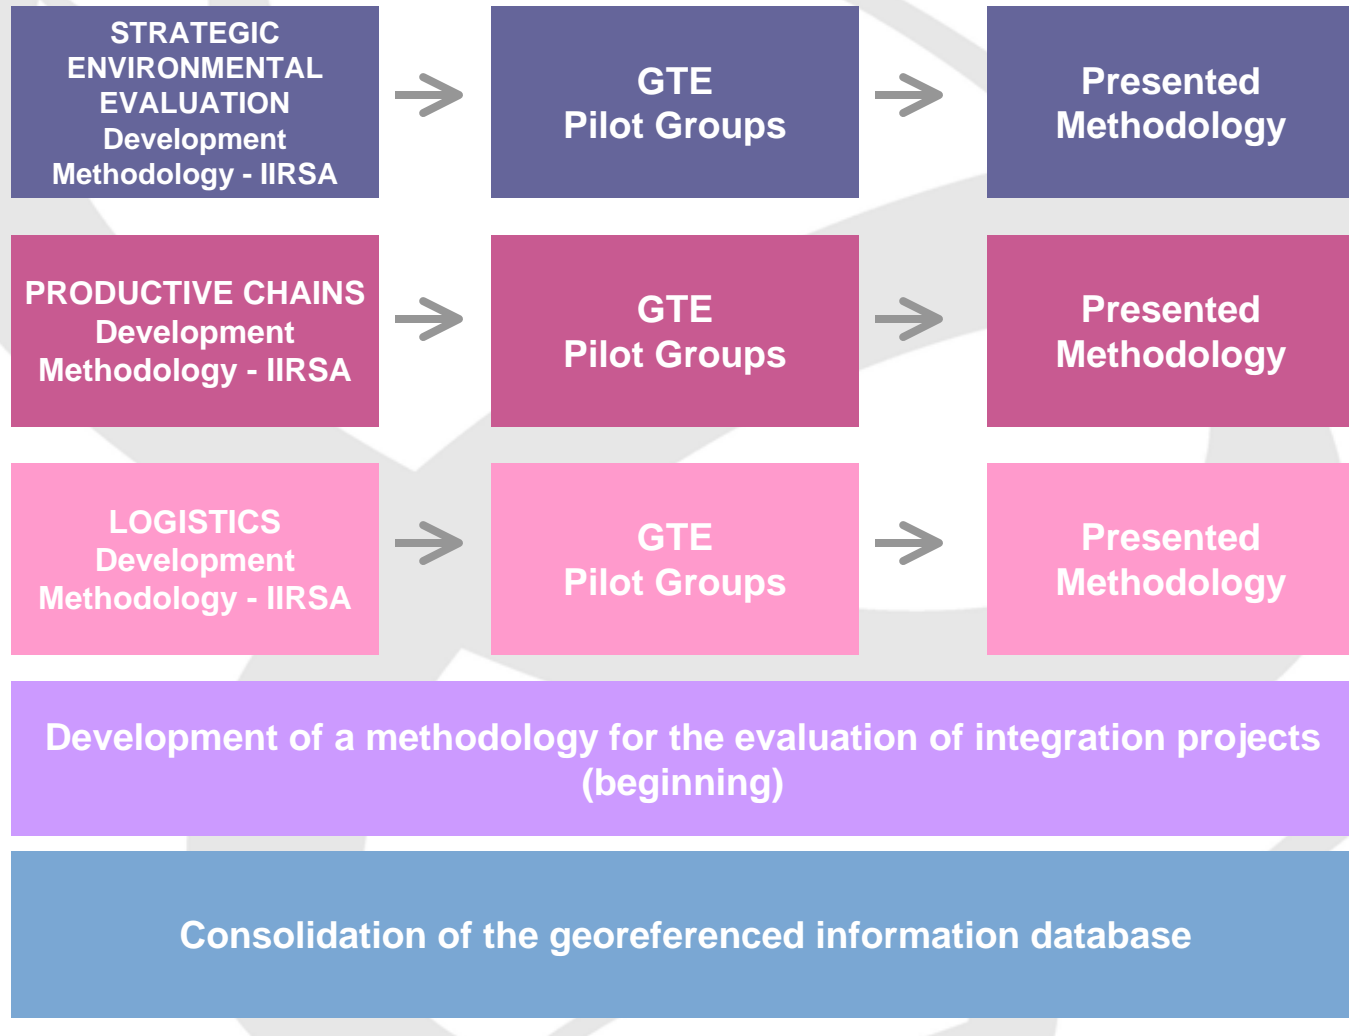 STRATEGIC
ENVIRONMENTAL
EVALUATION
Development
Methodology - IIRSA
GTE
Pilot Groups
Presented
Methodology
PRODUCTIVE CHAINS
Development
Methodology - IIRSA
GTE
Pilot Groups
Presented
Methodology
LOGISTICS
Development
Methodology - IIRSA
GTE
Pilot Groups
Presented
Methodology
Development of a methodology for the evaluation of integration projects
(beginning)
Consolidation of the georeferenced information database